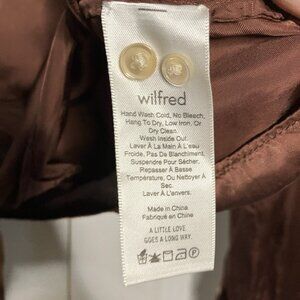 wilfred
Hand Wash Cold, No Bleach,
Hang To Dry, Low Iron, Or
Dry Clean.
Wash Inside Out.
Laver À La Main À L'eau
Froide, Pas De Blanchiment,
Suspendre Pour Sécher,
Repasser À Basse
Température, Ou Nettoyer À
Sec.
Laver À L'envers.
Made in China
Fabriqué en Chine
A LITTLE LOVE
GOES A LONG WAY.